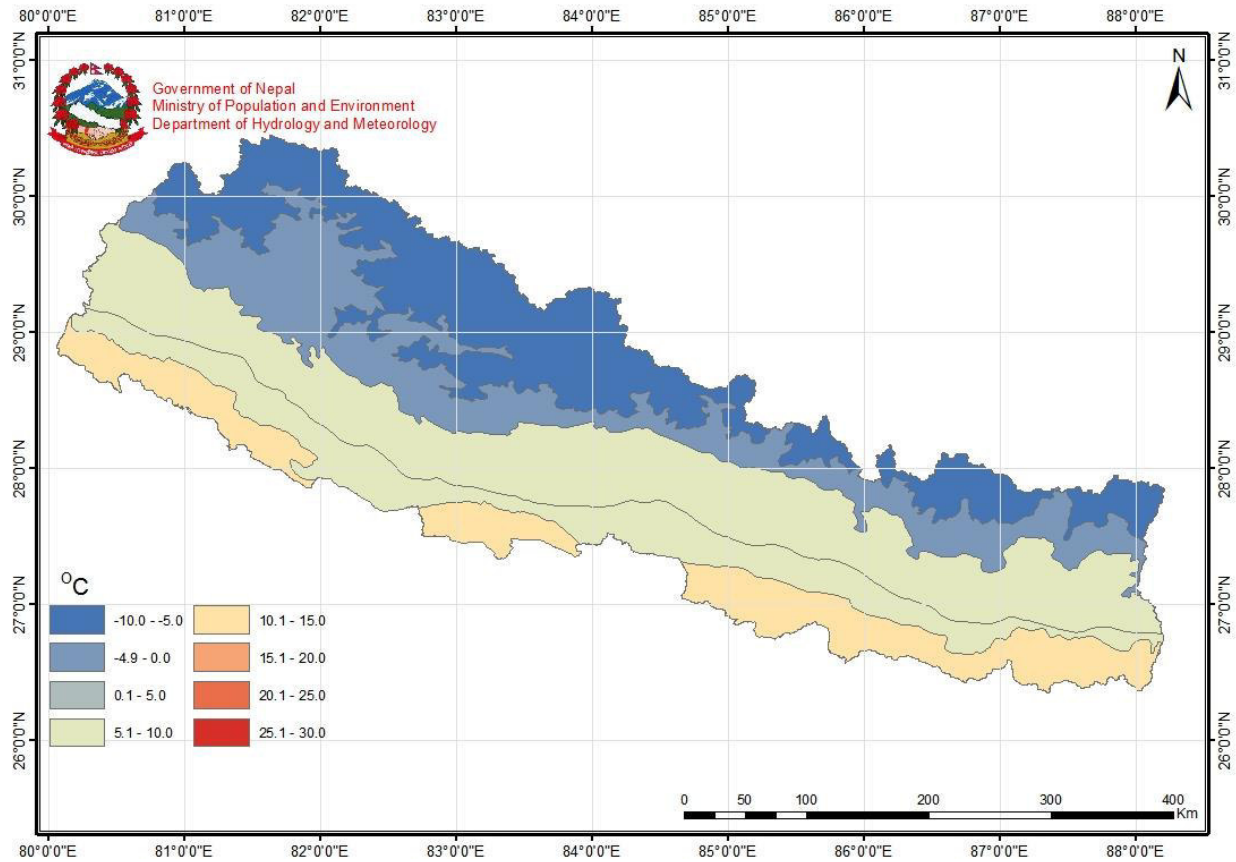 80°0'0"E 81°0'0"E 82°0'0"E 83°0'0"E 84°0'0"E 85°0'0"E 86°0'0"E 87°0'0"E 88°0'0"E
31°0'0"N
30°0'0"N
29°0'0"N
28°0'0"N
27°0'0"N
26°0'0"N
Government of Nepal
Ministry of Population and Environment
Department of Hydrology and Meteorology
N
31°0'0"N
30°0'0"N
29°0'0"N
28°0'0"N
27°0'0"N
26°0'0"N
°C
-10.0 - -5.0
-4.9 - 0.0
0.1 - 5.0
5.1 - 10.0
10.1 - 15.0
15.1 - 20.0
20.1 - 25.0
25.1 - 30.0
0 50 100 200 300 400
Km
80°0'0"E 81°0'0"E 82°0'0"E 83°0'0"E 84°0'0"E 85°0'0"E 86°0'0"E 87°0'0"E 88°0'0"E